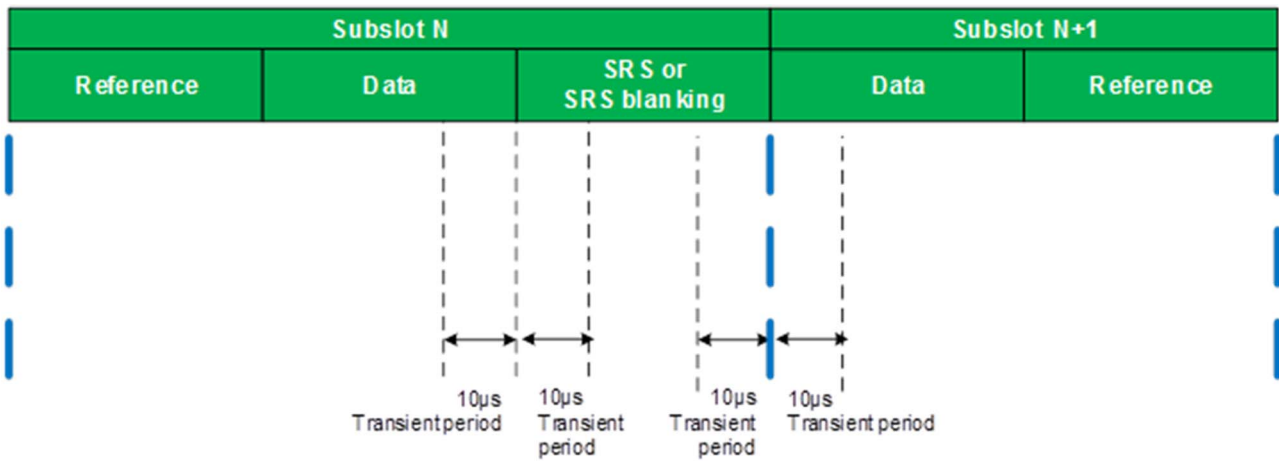 Subslot N
Subslot N+1
Reference
Data
SRS or
SRS blanking
Data
Reference
10µs
Transient period
10µs
Transient
period
10µs
Transient
period
10µs
Transient period